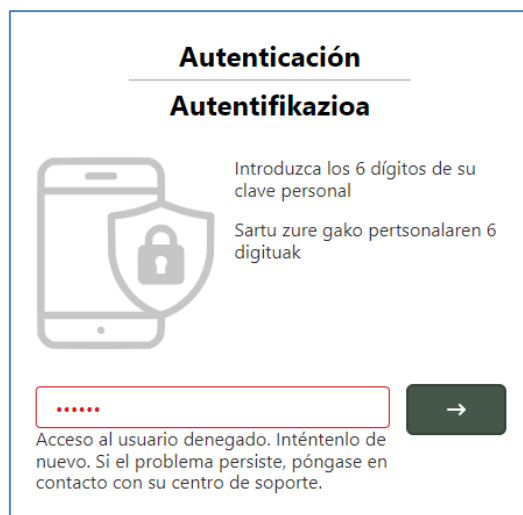 Autenticación
Autentifikazioa
Introduzca los 6 dígitos de su
clave personal
Sartu zure gako pertsonalaren 6
digituak
••••••
Acceso al usuario denegado. Inténtenlo de
nuevo. Si el problema persiste, póngase en
contacto con su centro de soporte.